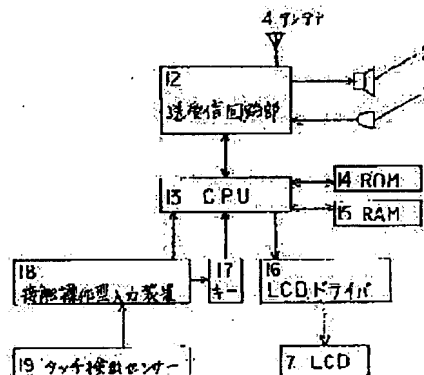 4 アンテナ
12
送受信回路部
13 CPU
14 ROM
15 RAM
18
接触操作型入力装置
17
キー
16
LCDドライバ
19 タッチ検出センサー
7 LCD